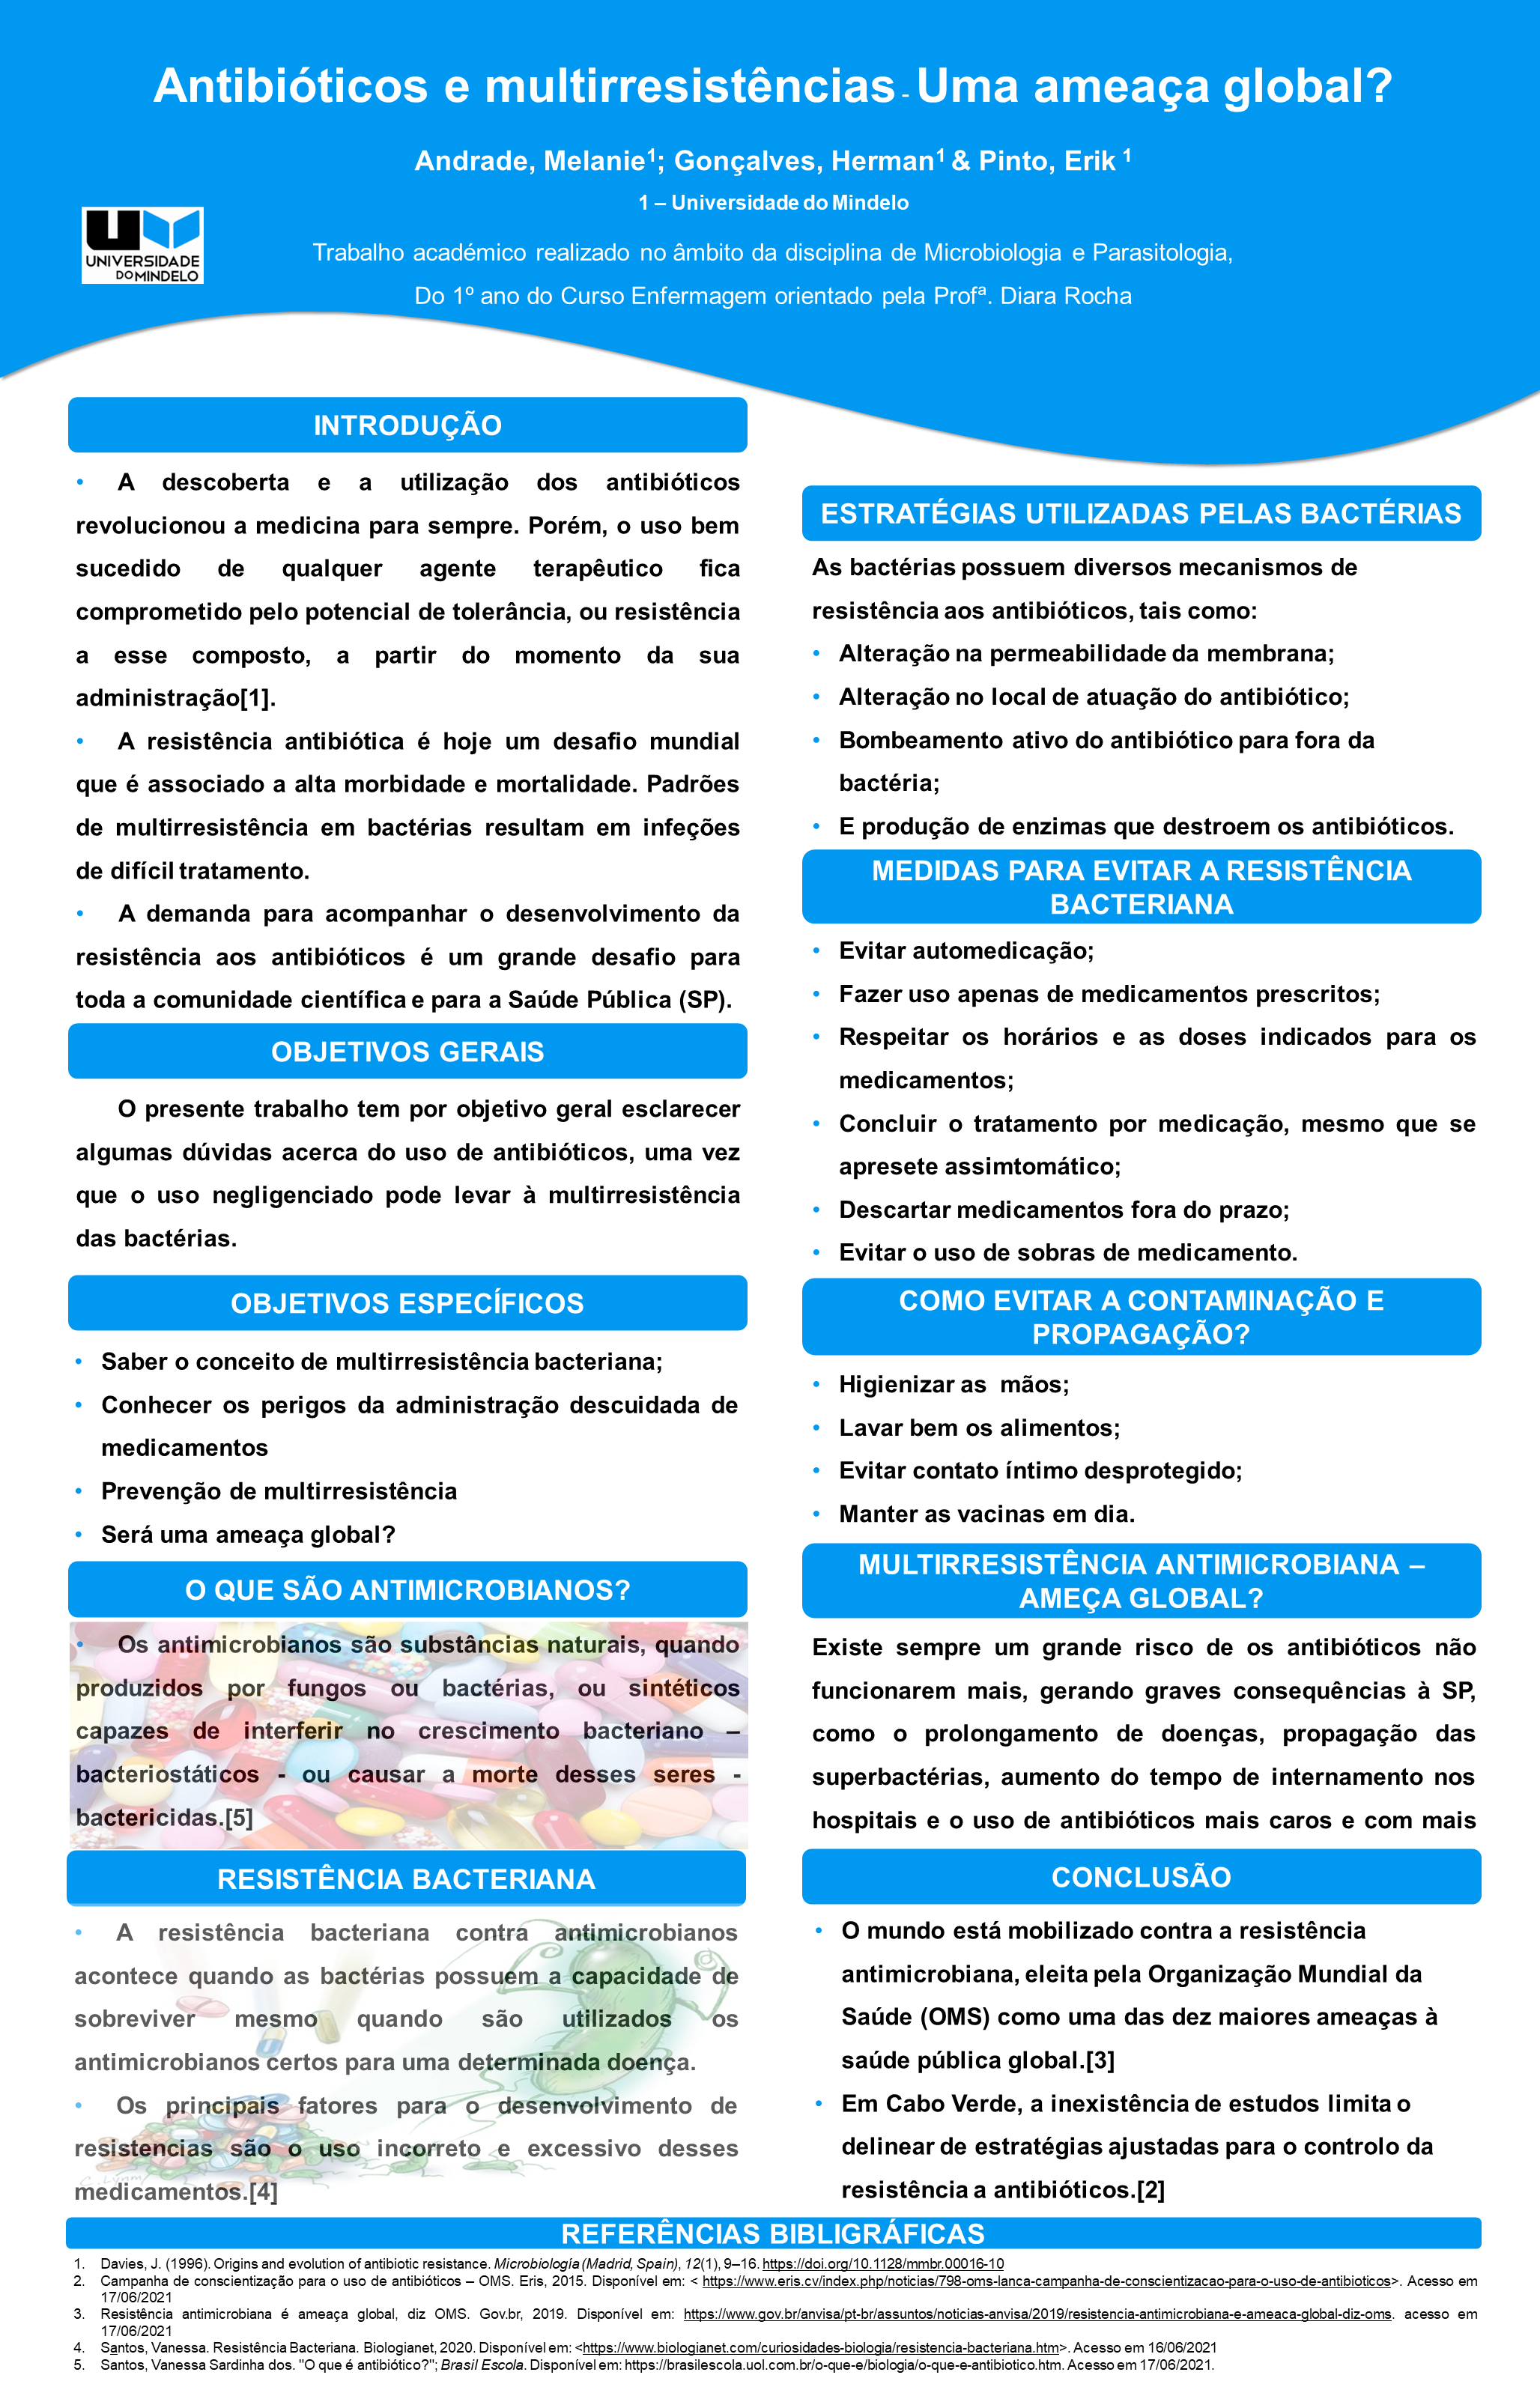 Antibióticos e multirresistências - Uma ameaça global?
Andrade, Melanie¹; Gonçalves, Herman¹ & Pinto, Erik ¹
1 – Universidade do Mindelo
UNIVERSIDADE
DO MINDELO
Trabalho académico realizado no âmbito da disciplina de Microbiologia e Parasitologia,
Do 1º ano do Curso Enfermagem orientado pela Profª. Diara Rocha
INTRODUÇÃO
• A descoberta e a utilização dos antibióticos
revolucionou a medicina para sempre. Porém, o uso bem
sucedido de qualquer agente terapêutico fica
comprometido pelo potencial de tolerância, ou resistência
a esse composto, a partir do momento da sua
administração[1].
• A resistência antibiótica é hoje um desafio mundial
que é associado a alta morbidade e mortalidade. Padrões
de multirresistência em bactérias resultam em infeções
de difícil tratamento.
• A demanda para acompanhar o desenvolvimento da
resistência aos antibióticos é um grande desafio para
toda a comunidade científica e para a Saúde Pública (SP).
OBJETIVOS GERAIS
O presente trabalho tem por objetivo geral esclarecer
algumas dúvidas acerca do uso de antibióticos, uma vez
que o uso negligenciado pode levar à multirresistência
das bactérias.
OBJETIVOS ESPECÍFICOS
• Saber o conceito de multirresistência bacteriana;
• Conhecer os perigos da administração descuidada de
medicamentos
• Prevenção de multirresistência
• Será uma ameaça global?
O QUE SÃO ANTIMICROBIANOS?
• Os antimicrobianos são substâncias naturais, quando
produzidos por fungos ou bactérias, ou sintéticos
capazes de interferir no crescimento bacteriano –
bacteriostáticos - ou causar a morte desses seres -
bactericidas.[5]
RESISTÊNCIA BACTERIANA
• A resistência bacteriana contra antimicrobianos
acontece quando as bactérias possuem a capacidade de
sobreviver mesmo quando são utilizados os
antimicrobianos certos para uma determinada doença.
• Os principais fatores para o desenvolvimento de
resistencias são o uso incorreto e excessivo desses
medicamentos.[4]
ESTRATÉGIAS UTILIZADAS PELAS BACTÉRIAS
As bactérias possuem diversos mecanismos de
resistência aos antibióticos, tais como:
• Alteração na permeabilidade da membrana;
• Alteração no local de atuação do antibiótico;
• Bombeamento ativo do antibiótico para fora da
bactéria;
• E produção de enzimas que destroem os antibióticos.
MEDIDAS PARA EVITAR A RESISTÊNCIA
BACTERIANA
• Evitar automedicação;
• Fazer uso apenas de medicamentos prescritos;
• Respeitar os horários e as doses indicados para os
medicamentos;
• Concluir o tratamento por medicação, mesmo que se
apresete assimtomático;
• Descartar medicamentos fora do prazo;
• Evitar o uso de sobras de medicamento.
COMO EVITAR A CONTAMINAÇÃO E
PROPAGAÇÃO?
• Higienizar as mãos;
• Lavar bem os alimentos;
• Evitar contato íntimo desprotegido;
• Manter as vacinas em dia.
MULTIRRESISTÊNCIA ANTIMICROBIANA –
AMEÇA GLOBAL?
Existe sempre um grande risco de os antibióticos não
funcionarem mais, gerando graves consequências à SP,
como o prolongamento de doenças, propagação das
superbactérias, aumento do tempo de internamento nos
hospitais e o uso de antibióticos mais caros e com mais
CONCLUSÃO
• O mundo está mobilizado contra a resistência
antimicrobiana, eleita pela Organização Mundial da
Saúde (OMS) como uma das dez maiores ameaças à
saúde pública global.[3]
• Em Cabo Verde, a inexistência de estudos limita o
delinear de estratégias ajustadas para o controlo da
resistência a antibióticos.[2]
REFERÊNCIAS BIBLIGRÁFICAS
1. Davies, J. (1996). Origins and evolution of antibiotic resistance. Microbiología (Madrid, Spain), 12(1), 9–16. https://doi.org/10.1128/mmbr.00016-10
2. Campanha de conscientização para o uso de antibióticos – OMS. Eris, 2015. Disponível em: < https://www.eris.cv/index.php/noticias/798-oms-lanca-campanha-de-conscientizacao-para-o-uso-de-antibioticos>. Acesso em
17/06/2021
3. Resistência antimicrobiana é ameaça global, diz OMS. Gov.br, 2019. Disponível em: https://www.gov.br/anvisa/pt-br/assuntos/noticias-anvisa/2019/resistencia-antimicrobiana-e-ameaca-global-diz-oms. acesso em
17/06/2021
4. Santos, Vanessa. Resistência Bacteriana. Biologianet, 2020. Disponível em: <https://www.biologianet.com/curiosidades-biologia/resistencia-bacteriana.htm>. Acesso em 16/06/2021
5. Santos, Vanessa Sardinha dos. "O que é antibiótico?"; Brasil Escola. Disponível em: https://brasilescola.uol.com.br/o-que-e/biologia/o-que-e-antibiotico.htm. Acesso em 17/06/2021.